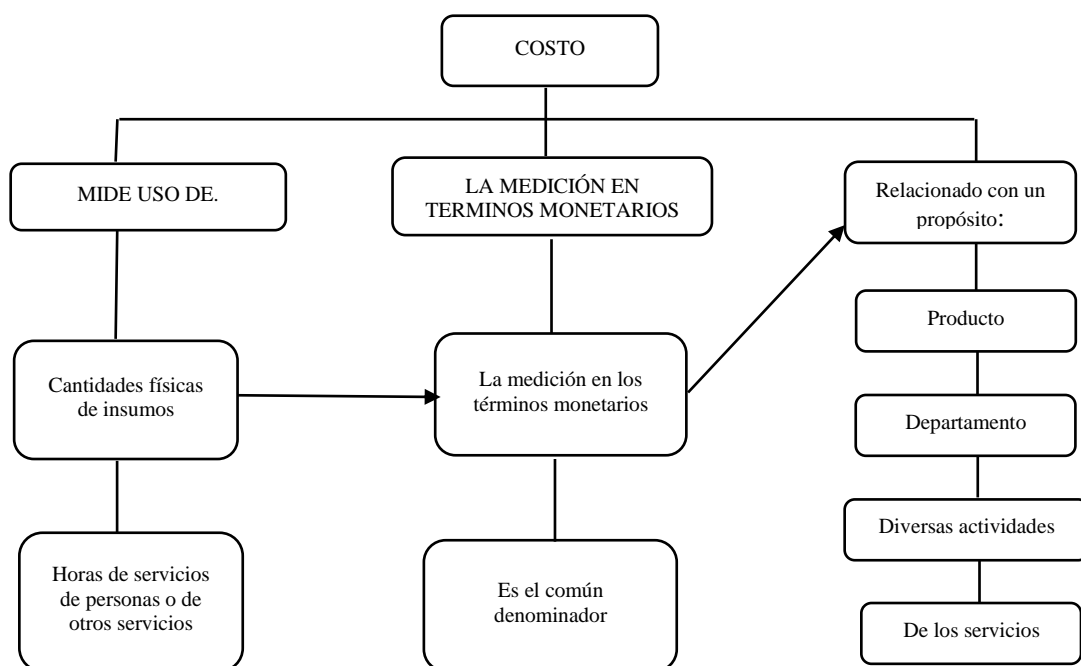 COSTO
MIDE USO DE.
LA MEDICIÓN EN
TERMINOS MONETARIOS
Relacionado con un
propósito:
Cantidades físicas
de insumos
La medición en los
términos monetarios
Producto
Departamento
Diversas actividades
De los servicios
Horas de servicios
de personas o de
otros servicios
Es el común
denominador